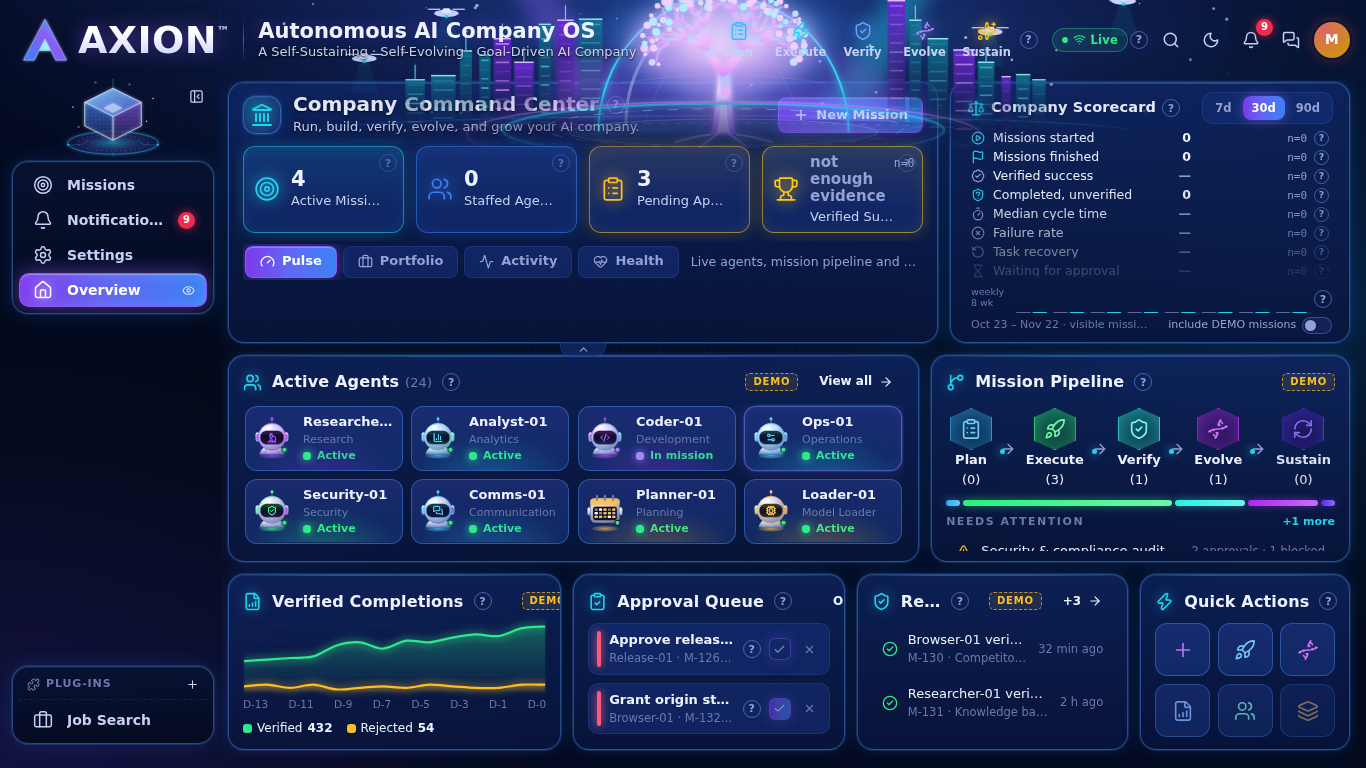 AXION™
Autonomous AI Company OS
A Self-Sustaining · Self-Evolving · Goal-Driven AI Company
Plan
Execute
Verify
Evolve
Sustain
?
Live
?
9
M
Missions
Notificatio…
9
Settings
Overview
PLUG-INS
+
Job Search
Company Command Center ?
Run, build, verify, evolve, and grow your AI company.
+ New Mission
4
Active Missi…
?
0
Staffed Age…
?
3
Pending Ap…
?
not enough evidence
n=0
Verified Su…
Pulse
Portfolio
Activity
Health
Live agents, mission pipeline and …
Company Scorecard ?
7d 30d 90d
Missions started 0 n=0 ?
Missions finished 0 n=0 ?
Verified success — n=0 ?
Completed, unverified 0 n=0 ?
Median cycle time — n=0 ?
Failure rate — n=0 ?
Task recovery — n=0 ?
Waiting for approval — n=0 ?
weekly
8 wk
?
Oct 23 – Nov 22 · visible missi…
include DEMO missions
Active Agents (24) ?
DEMO
View all →
Researche…
Research
Active
Analyst-01
Analytics
Active
Coder-01
Development
In mission
Ops-01
Operations
Active
Security-01
Security
Active
Comms-01
Communication
Active
Planner-01
Planning
Active
Loader-01
Model Loader
Active
Mission Pipeline ?
DEMO
Plan
(0)
Execute
(3)
Verify
(1)
Evolve
(1)
Sustain
(0)
NEEDS ATTENTION
+1 more
Security & compliance audit
2 approvals · 1 blocked
Verified Completions ?
DEMO
D-13 D-11 D-9 D-7 D-5 D-3 D-1 D-0
Verified 432
Rejected 54
Approval Queue ?
O
Approve releas…
Release-01 · M-126…
?
Grant origin st…
Browser-01 · M-132…
?
Re… ?
DEMO
+3 →
Browser-01 veri…
M-130 · Competito…
32 min ago
Researcher-01 veri…
M-131 · Knowledge ba…
2 h ago
Quick Actions ?